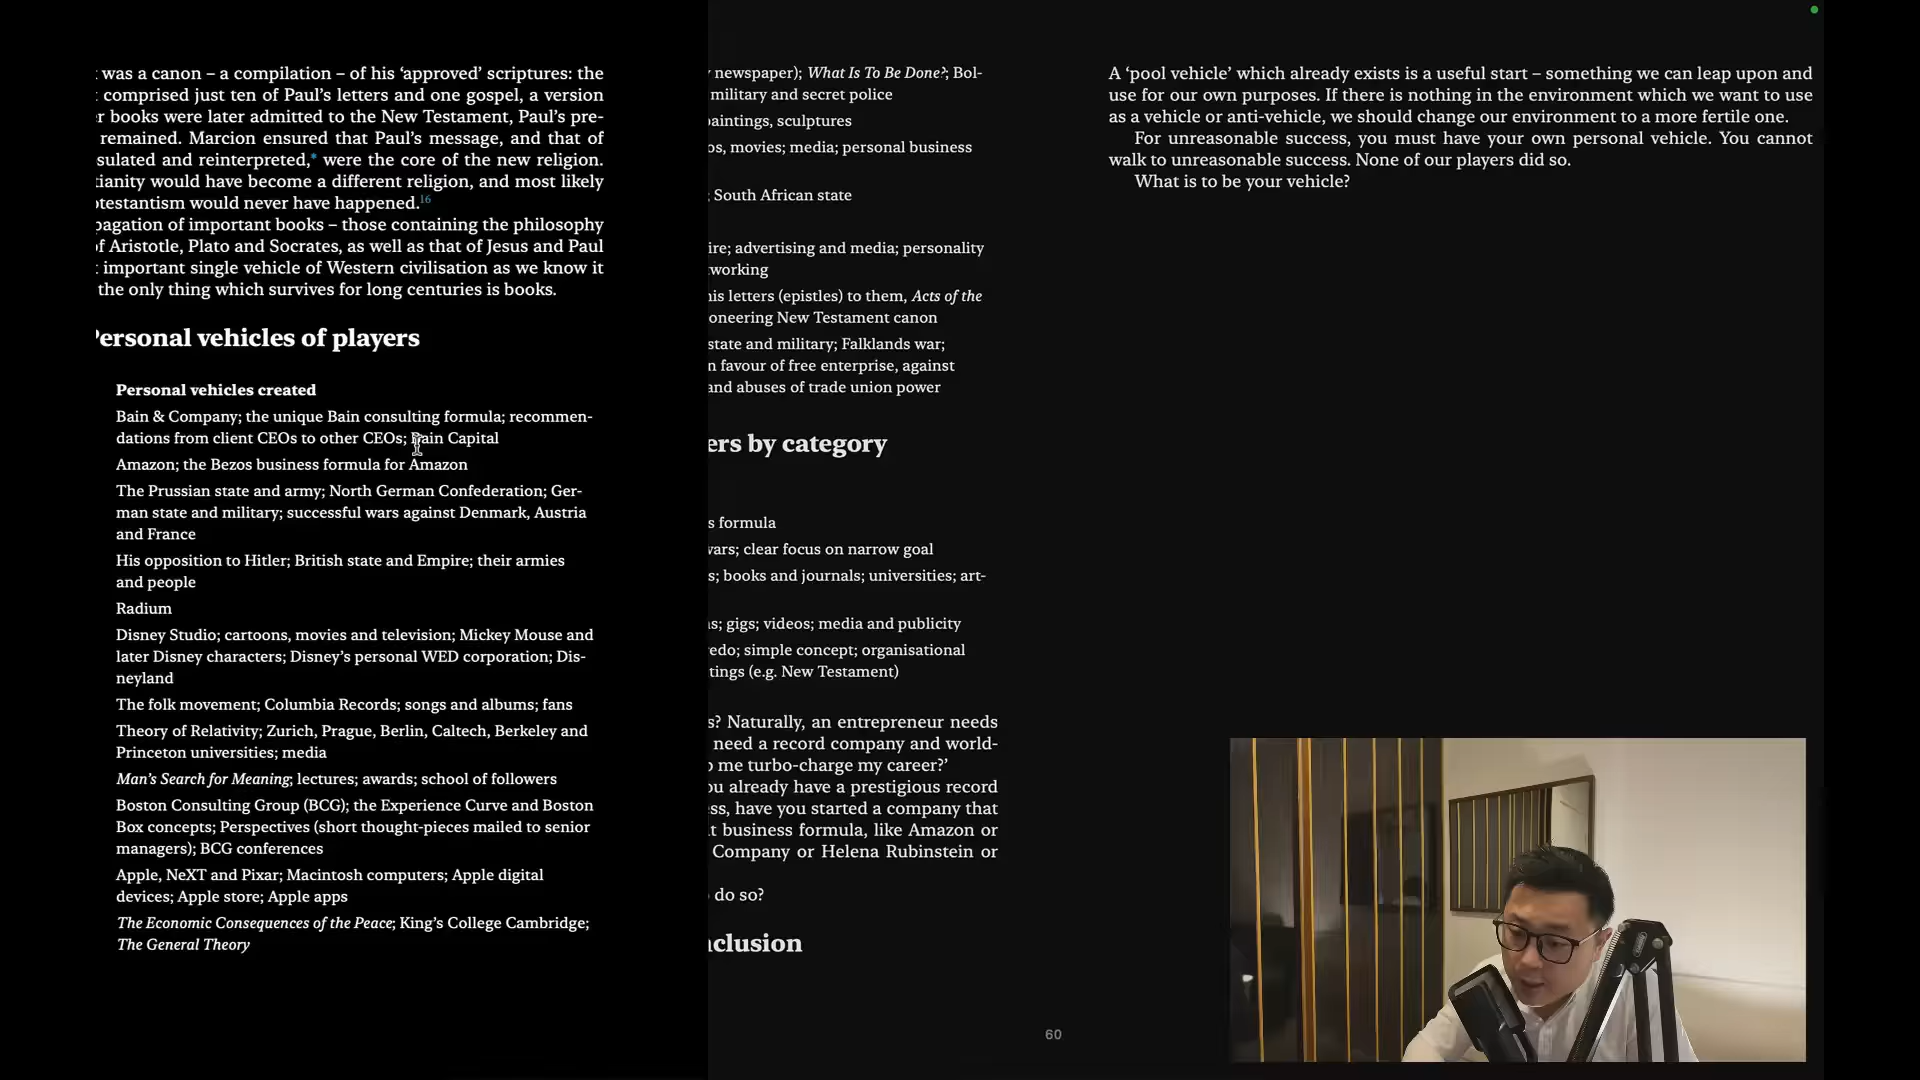 was a canon – a compilation – of his ‘approved’ scriptures: the
comprised just ten of Paul’s letters and one gospel, a version
books were later admitted to the New Testament, Paul’s pre-
remained. Marcion ensured that Paul’s message, and that of
sulated and reinterpreted,* were the core of the new religion.
tianity would have become a different religion, and most likely
otestantism would never have happened.16
pagation of important books – those containing the philosophy
of Aristotle, Plato and Socrates, as well as that of Jesus and Paul
important single vehicle of Western civilisation as we know it
the only thing which survives for long centuries is books.
Personal vehicles of players
Personal vehicles created
Bain & Company; the unique Bain consulting formula; recommen-
dations from client CEOs to other CEOs; Bain Capital
Amazon; the Bezos business formula for Amazon
The Prussian state and army; North German Confederation; Ger-
man state and military; successful wars against Denmark, Austria
and France
His opposition to Hitler; British state and Empire; their armies
and people
Radium
Disney Studio; cartoons, movies and television; Mickey Mouse and
later Disney characters; Disney’s personal WED corporation; Dis-
neyland
The folk movement; Columbia Records; songs and albums; fans
Theory of Relativity; Zurich, Prague, Berlin, Caltech, Berkeley and
Princeton universities; media
Man’s Search for Meaning; lectures; awards; school of followers
Boston Consulting Group (BCG); the Experience Curve and Boston
Box concepts; Perspectives (short thought-pieces mailed to senior
managers); BCG conferences
Apple, NeXT and Pixar; Macintosh computers; Apple digital
devices; Apple store; Apple apps
The Economic Consequences of the Peace; King’s College Cambridge;
The General Theory
newspaper); What Is To Be Done?; Bol-
military and secret police
paintings, sculptures
os, movies; media; personal business
; South African state
ire; advertising and media; personality
tworking
his letters (epistles) to them, Acts of the
oneering New Testament canon
state and military; Falklands war;
n favour of free enterprise, against
and abuses of trade union power
ers by category
s formula
wars; clear focus on narrow goal
s; books and journals; universities; art-
ns; gigs; videos; media and publicity
edo; simple concept; organisational
tings (e.g. New Testament)
s? Naturally, an entrepreneur needs
need a record company and world-
p me turbo-charge my career?’
ou already have a prestigious record
ess, have you started a company that
t business formula, like Amazon or
Company or Helena Rubinstein or
do so?
nclusion
60
A ‘pool vehicle’ which already exists is a useful start – something we can leap upon and
use for our own purposes. If there is nothing in the environment which we want to use
as a vehicle or anti-vehicle, we should change our environment to a more fertile one.
For unreasonable success, you must have your own personal vehicle. You cannot
walk to unreasonable success. None of our players did so.
What is to be your vehicle?